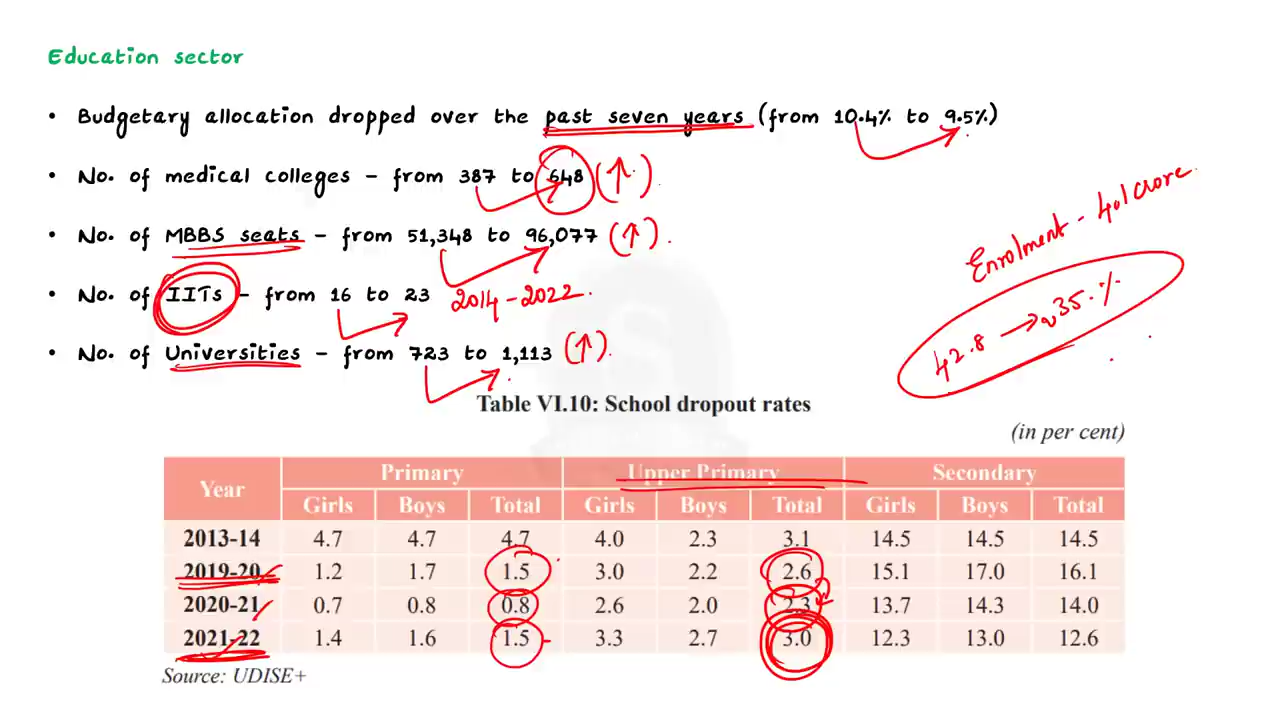 Education sector
• Budgetary allocation dropped over the past seven years (from 10.4% to 9.5%)
• No. of medical colleges – from 387 to 648 (↑)
• No. of MBBS seats – from 51,348 to 96,077 (↑)
• No. of IITs – from 16 to 23 2014-2022
• No. of Universities – from 723 to 1,113 (↑)
Enrolment - 4.1 crore
42.8 → ~35.%
Table VI.10: School dropout rates
(in per cent)
Year Primary Upper Primary Secondary
Girls Boys Total Girls Boys Total Girls Boys Total
2013-14 4.7 4.7 4.7 4.0 2.3 3.1 14.5 14.5 14.5
2019-20 1.2 1.7 1.5 3.0 2.2 2.6 15.1 17.0 16.1
2020-21 0.7 0.8 0.8 2.6 2.0 2.3 13.7 14.3 14.0
2021-22 1.4 1.6 1.5 3.3 2.7 3.0 12.3 13.0 12.6
Source: UDISE+